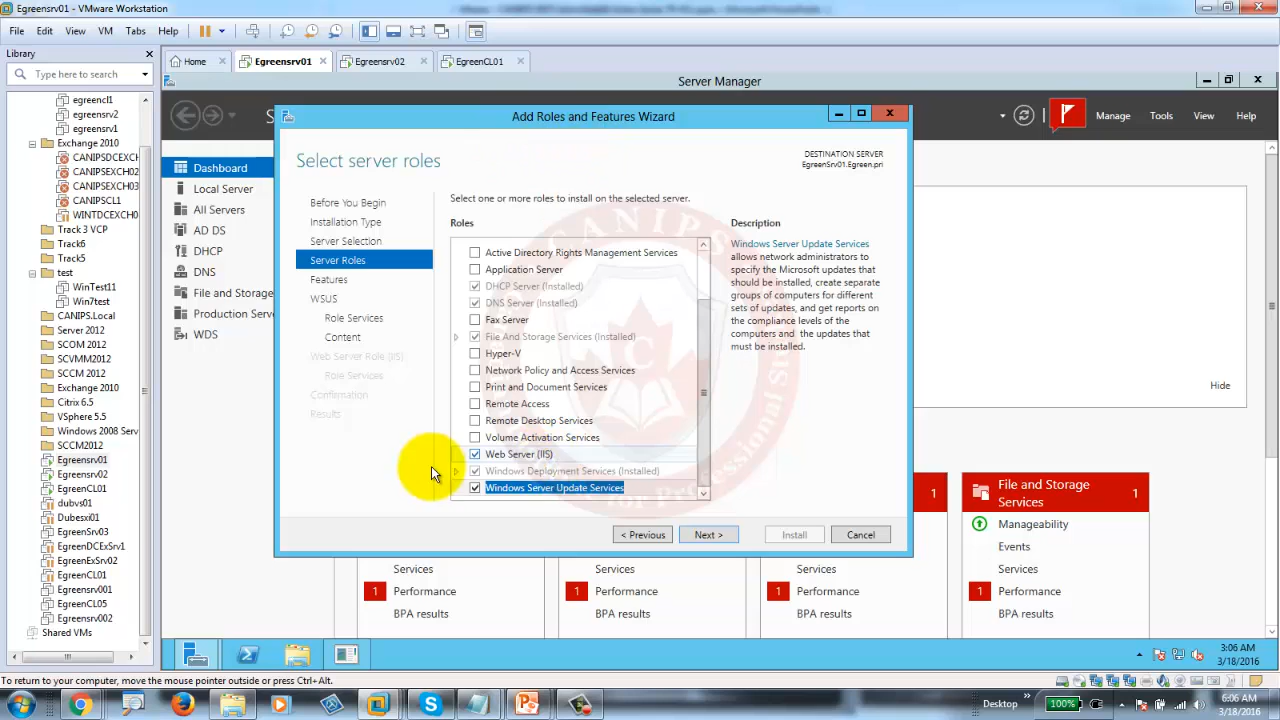 Egreensrv01 - VMware Workstation
File Edit View VM Tabs Help
Library
Type here to search
Home
Egreensrv01
Egreensrv02
EgreenCL01
egreencl1
egreensrv2
egreensrv1
Exchange 2010
CANIPSDCEXCH
CANIPSEXCH02
CANIPSEXCH03
CANIPSCL1
WINTDCEXCH0
Track 3 VCP
Track6
Track5
test
WinTest11
Win7test
CANIPS.Local
Server 2012
SCOM 2012
SCVMM2012
SCCM 2012
Exchange 2010
Citrix 6.5
VSphere 5.5
Windows 2008 Serv
SCCM2012
Egreensrv01
Egreensrv02
EgreenCL01
dubvs01
Dubesxi01
EgreenSrv03
EgreenDCExSrv1
EgreenExSrv02
EgreenCL01
Egreensrv001
EgreenCL05
Egreensrv002
Shared VMs
Server Manager
S
Manage Tools View Help
Dashboard
Local Server
All Servers
AD DS
DHCP
DNS
File and Storage
Production Serve
WDS
Add Roles and Features Wizard
Select server roles
DESTINATION SERVER
EgreenSrv01.Egreen.pri
Before You Begin
Installation Type
Server Selection
Server Roles
Features
WSUS
Role Services
Content
Web Server Role (IIS)
Role Services
Confirmation
Results
Select one or more roles to install on the selected server.
Roles
Active Directory Rights Management Services
Application Server
DHCP Server (Installed)
DNS Server (Installed)
Fax Server
File And Storage Services (Installed)
Hyper-V
Network Policy and Access Services
Print and Document Services
Remote Access
Remote Desktop Services
Volume Activation Services
Web Server (IIS)
Windows Deployment Services (Installed)
Windows Server Update Services
Description
Windows Server Update Services
allows network administrators to
specify the Microsoft updates that
should be installed, create separate
groups of computers for different
sets of updates, and get reports on
the compliance levels of the
computers and the updates that
must be installed.
< Previous
Next >
Install
Cancel
Hide
1
File and Storage
Services
1
Manageability
Events
Services
1 Performance
BPA results
Services
1 Performance
BPA results
Services
1 Performance
BPA results
Services
1 Performance
BPA results
3:06 AM
3/18/2016
To return to your computer, move the mouse pointer outside or press Ctrl+Alt.
Desktop
100%
6:06 AM
3/18/2016